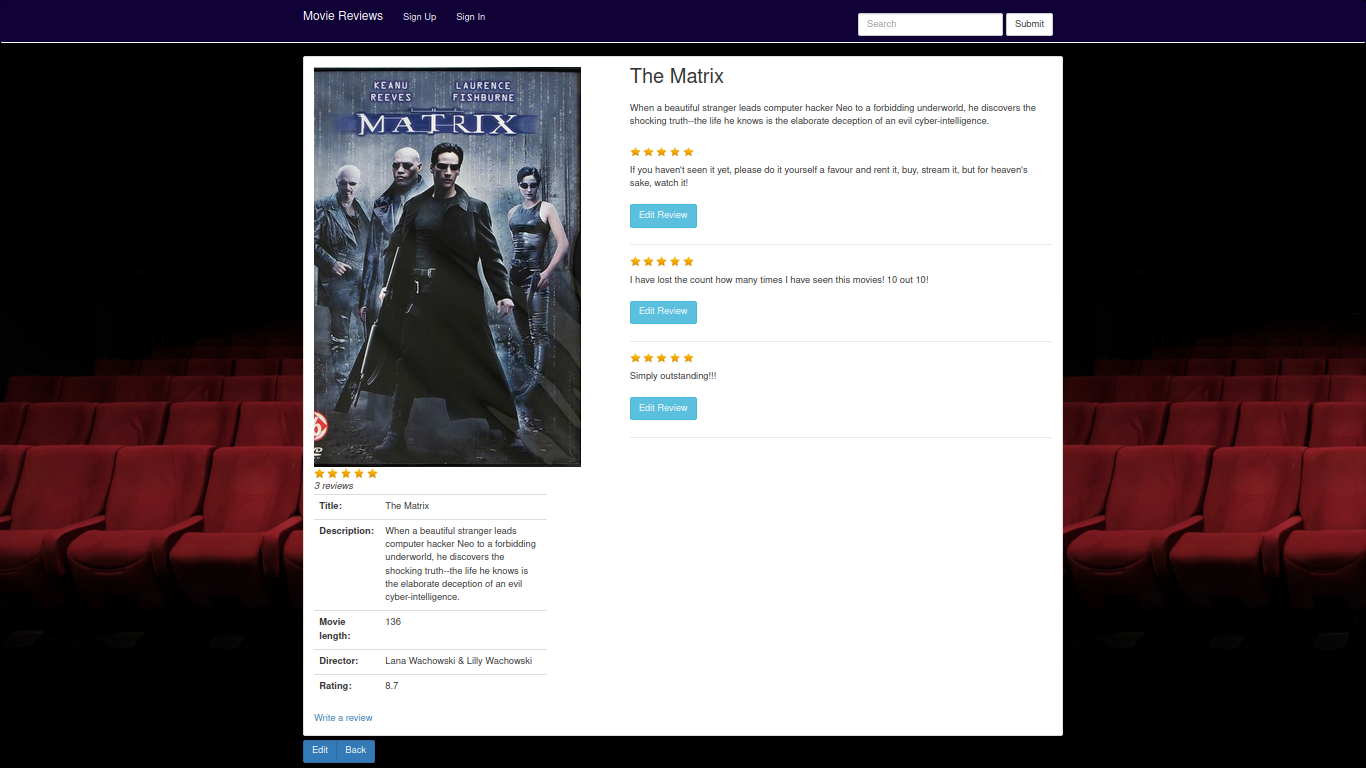 Movie Reviews Sign Up Sign In Search Submit
KEANU LAURENCE
REEVES FISHBURNE
THE
MATRIX
3 reviews
Title: The Matrix
Description: When a beautiful stranger leads
computer hacker Neo to a forbidding
underworld, he discovers the
shocking truth--the life he knows is
the elaborate deception of an evil
cyber-intelligence.
Movie 136
length:
Director: Lana Wachowski & Lilly Wachowski
Rating: 8.7
Write a review
The Matrix
When a beautiful stranger leads computer hacker Neo to a forbidding underworld, he discovers the
shocking truth--the life he knows is the elaborate deception of an evil cyber-intelligence.
If you haven't seen it yet, please do it yourself a favour and rent it, buy, stream it, but for heaven's
sake, watch it!
Edit Review
I have lost the count how many times I have seen this movies! 10 out 10!
Edit Review
Simply outstanding!!!
Edit Review
Edit Back